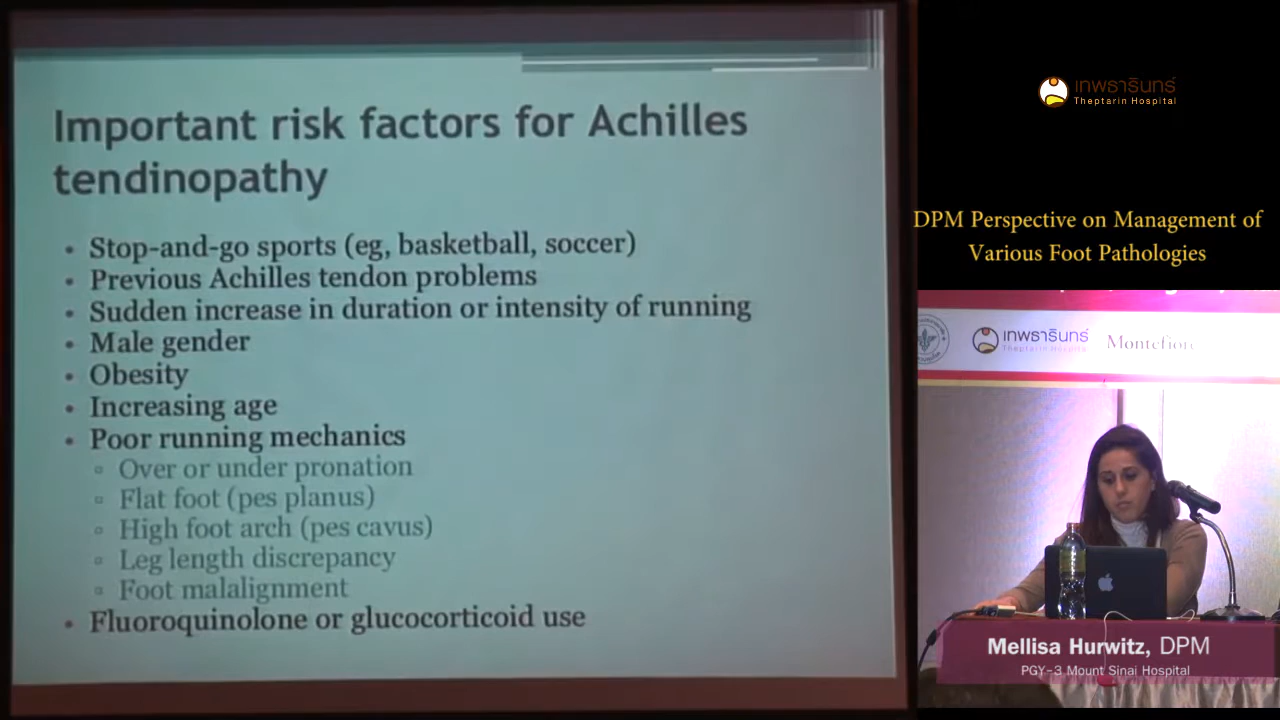 Important risk factors for Achilles
tendinopathy
• Stop-and-go sports (eg, basketball, soccer)
• Previous Achilles tendon problems
• Sudden increase in duration or intensity of running
• Male gender
• Obesity
• Increasing age
• Poor running mechanics
▫ Over or under pronation
▫ Flat foot (pes planus)
▫ High foot arch (pes cavus)
▫ Leg length discrepancy
▫ Foot malalignment
• Fluoroquinolone or glucocorticoid use
เทพธารินทร์
Theptarin Hospital
DPM Perspective on Management of
Various Foot Pathologies
เทพธารินทร์
Theptarin Hospital
Montefiore
Mellisa Hurwitz, DPM
PGY-3 Mount Sinai Hospital